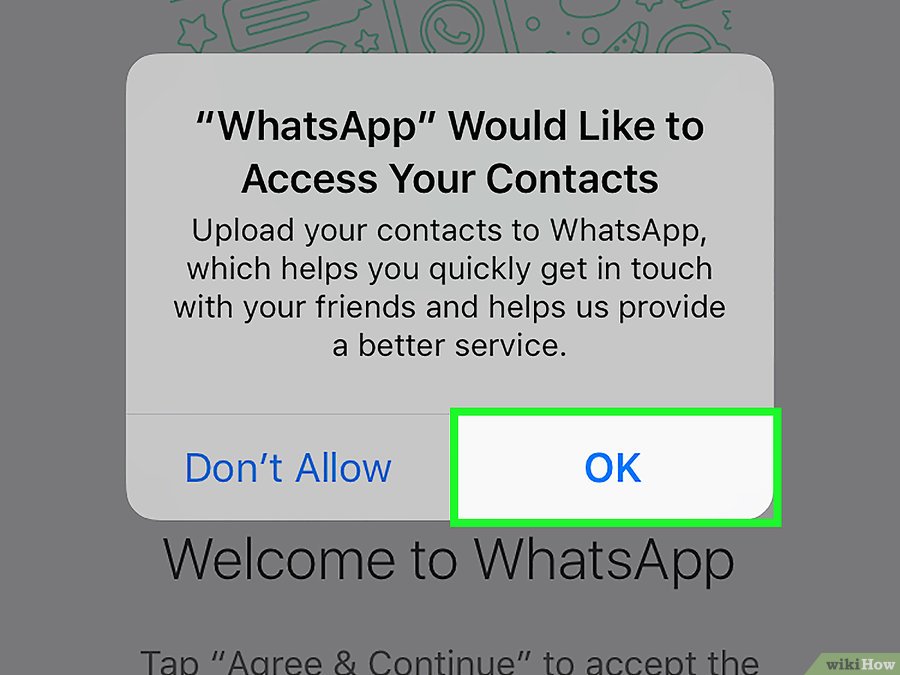 “WhatsApp” Would Like to
Access Your Contacts
Upload your contacts to WhatsApp,
which helps you quickly get in touch
with your friends and helps us provide
a better service.
Don’t Allow
OK
Welcome to WhatsApp
Tap “Agree & Continue” to accept the
wikiHow